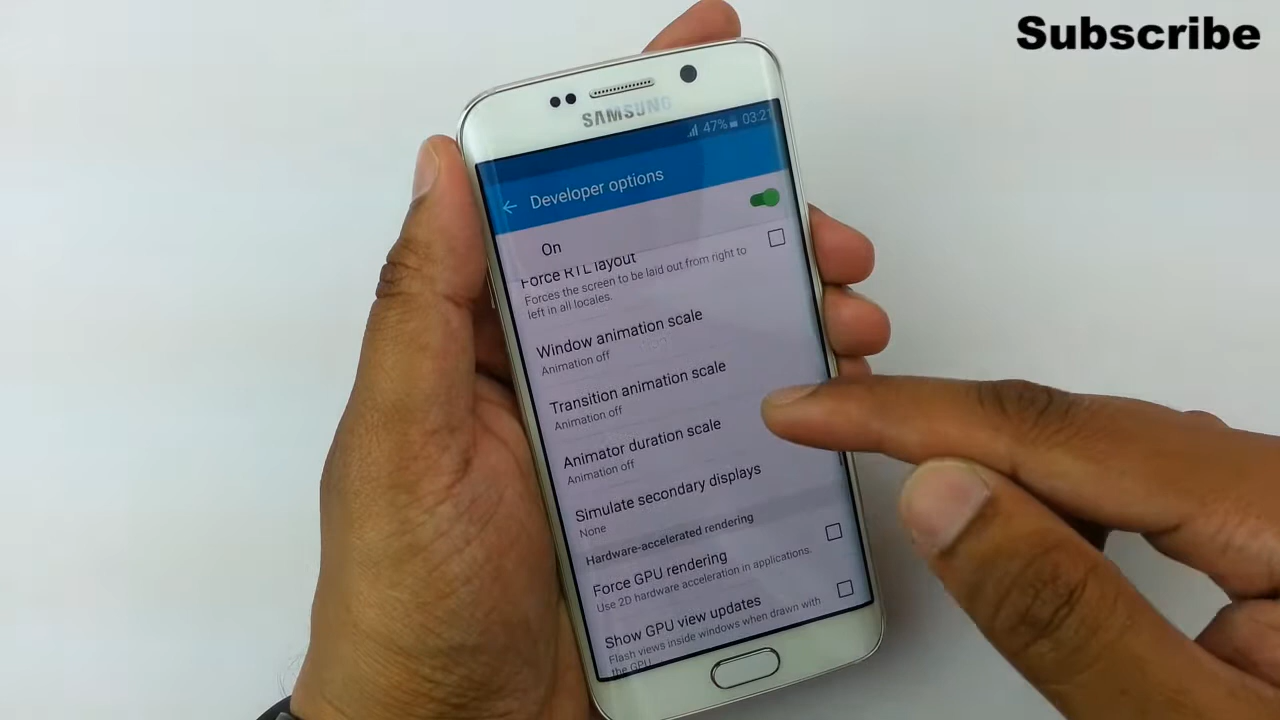 Subscribe
SAMSUNG
47% 03:21
Developer options
On
Force RTL layout
Forces the screen to be laid out from right to
left in all locales.
Window animation scale
Animation off
Transition animation scale
Animation off
Animator duration scale
Animation off
Simulate secondary displays
None
Hardware-accelerated rendering
Force GPU rendering
Use 2D hardware acceleration in applications.
Show GPU view updates
Flash views inside windows when drawn with
the GPU.